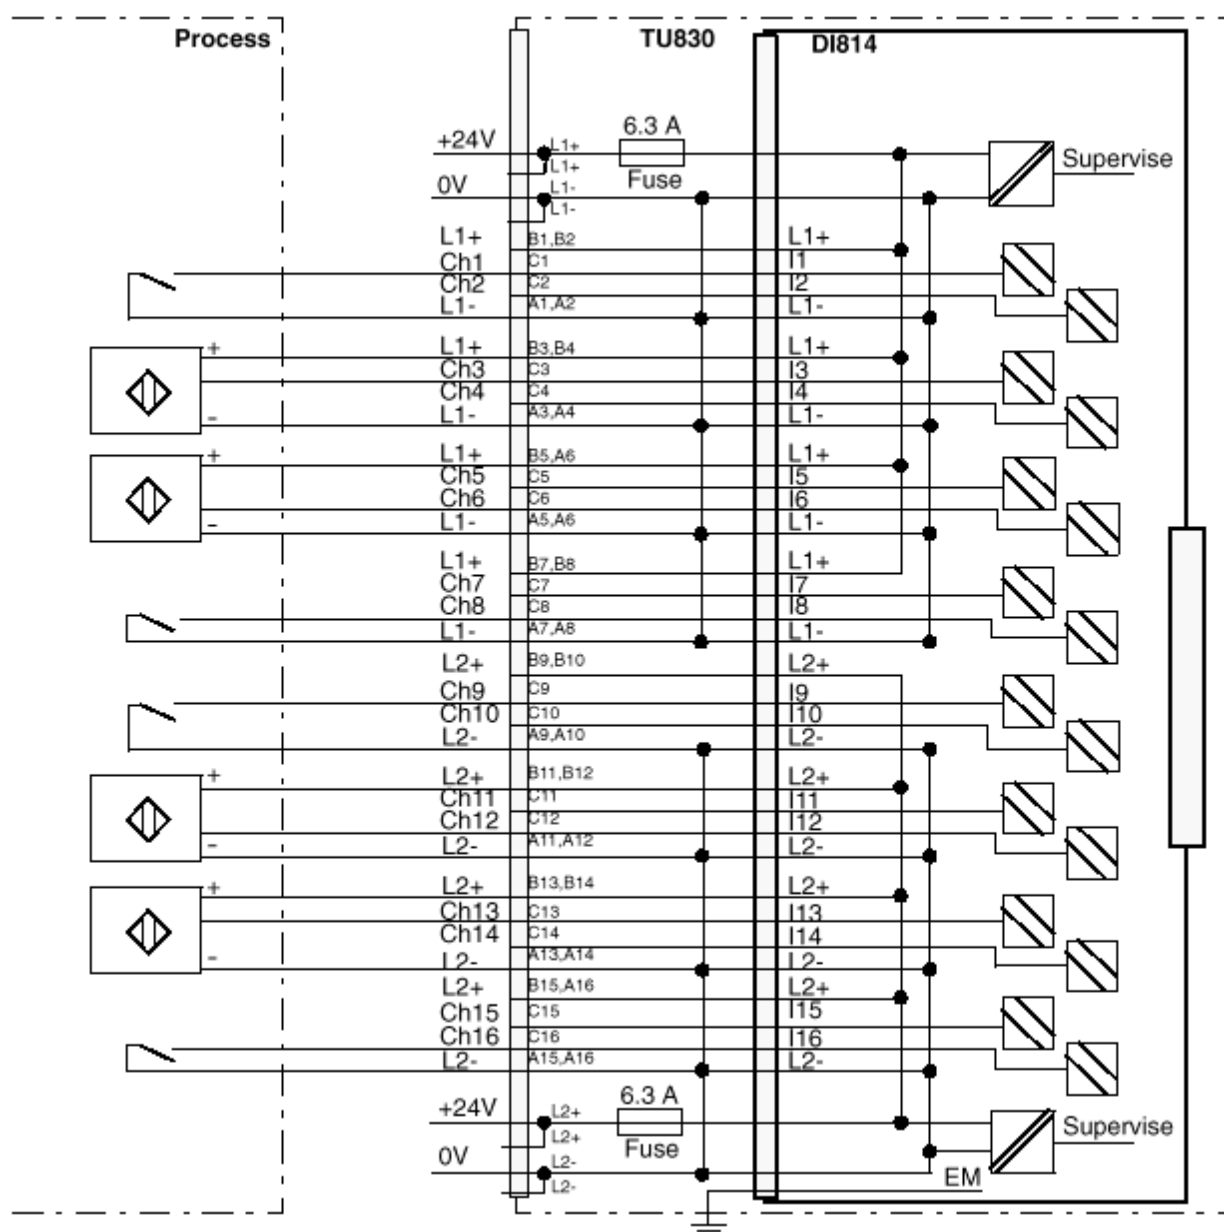 Process TU830 DI814
+24V L1+ 6.3 A Supervise
L1+ Fuse
0V L1-
L1-
L1+ B1,B2 L1+
Ch1 C1 I1
Ch2 C2 I2
L1- A1,A2 L1-
+ L1+ B3,B4 L1+
Ch3 C3 I3
Ch4 C4 I4
- L1- A3,A4 L1-
+ L1+ B5,A6 L1+
Ch5 C5 I5
Ch6 C6 I6
- L1- A5,A6 L1-
L1+ B7,B8 L1+
Ch7 C7 I7
Ch8 C8 I8
L1- A7,A8 L1-
L2+ B9,B10 L2+
Ch9 C9 I9
Ch10 C10 I10
L2- A9,A10 L2-
+ L2+ B11,B12 L2+
Ch11 C11 I11
Ch12 C12 I12
- L2- A11,A12 L2-
+ L2+ B13,B14 L2+
Ch13 C13 I13
Ch14 C14 I14
- L2- A13,A14 L2-
L2+ B15,A16 L2+
Ch15 C15 I15
Ch16 C16 I16
L2- A15,A16 L2-
+24V L2+ 6.3 A Supervise
L2+ Fuse
0V L2-
L2- EM